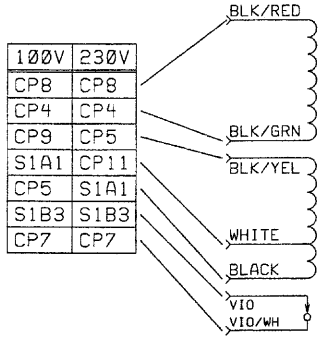 BLK/RED
100V 230V
CP8 CP8
CP4 CP4
CP9 CP5
BLK/GRN
S1A1 CP11
BLK/YEL
CP5 S1A1
S1B3 S1B3
WHITE
CP7 CP7
BLACK
VIO
VIO/WH